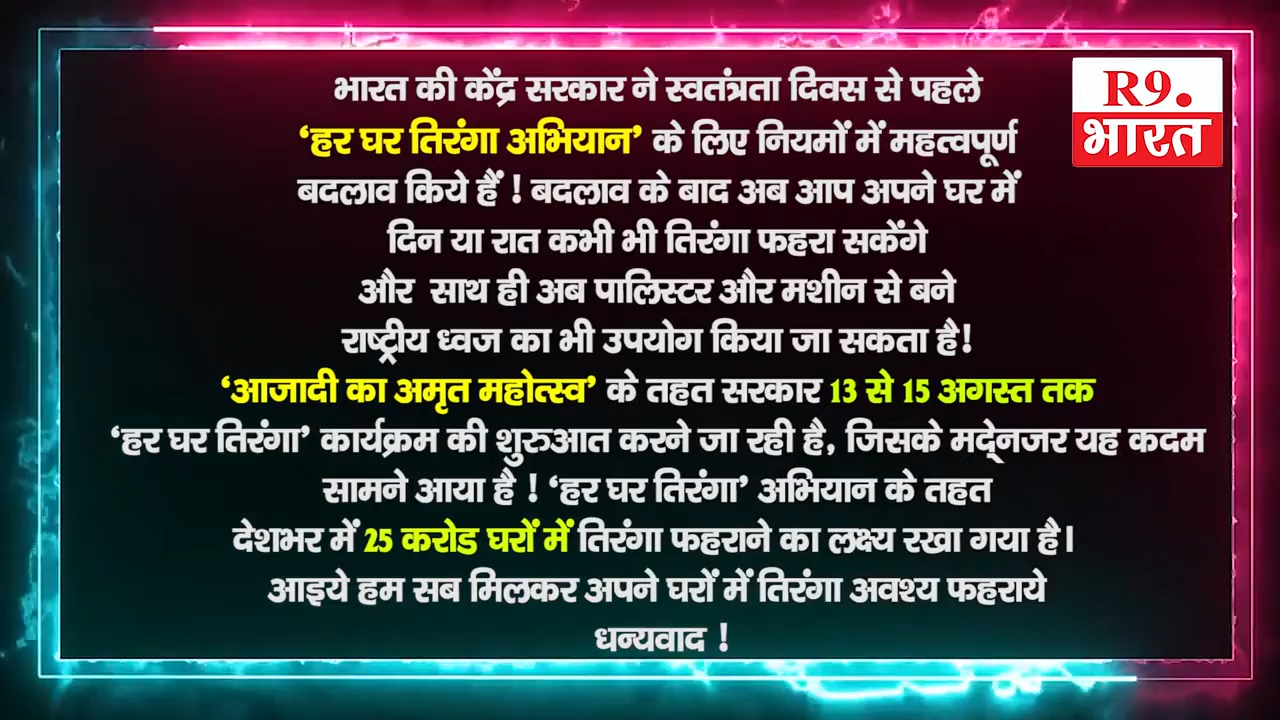 भारत की केंद्र सरकार ने स्वतंत्रता दिवस से पहले
R9.
भारत
‘हर घर तिरंगा अभियान’ के लिए नियमों में महत्वपूर्ण
बदलाव किये हैं ! बदलाव के बाद अब आप अपने घर में
दिन या रात कभी भी तिरंगा फहरा सकेंगे
और साथ ही अब पालिस्टर और मशीन से बने
राष्ट्रीय ध्वज का भी उपयोग किया जा सकता है!
‘आजादी का अमृत महोत्स्व’ के तहत सरकार 13 से 15 अगस्त तक
‘हर घर तिरंगा’ कार्यक्रम की शुरुआत करने जा रही है, जिसके मद्देनजर यह कदम
सामने आया है ! ‘हर घर तिरंगा’ अभियान के तहत
देशभर में 25 करोड घरों में तिरंगा फहराने का लक्ष्य रखा गया है।
आइये हम सब मिलकर अपने घरों में तिरंगा अवश्य फहराये
धन्यवाद !